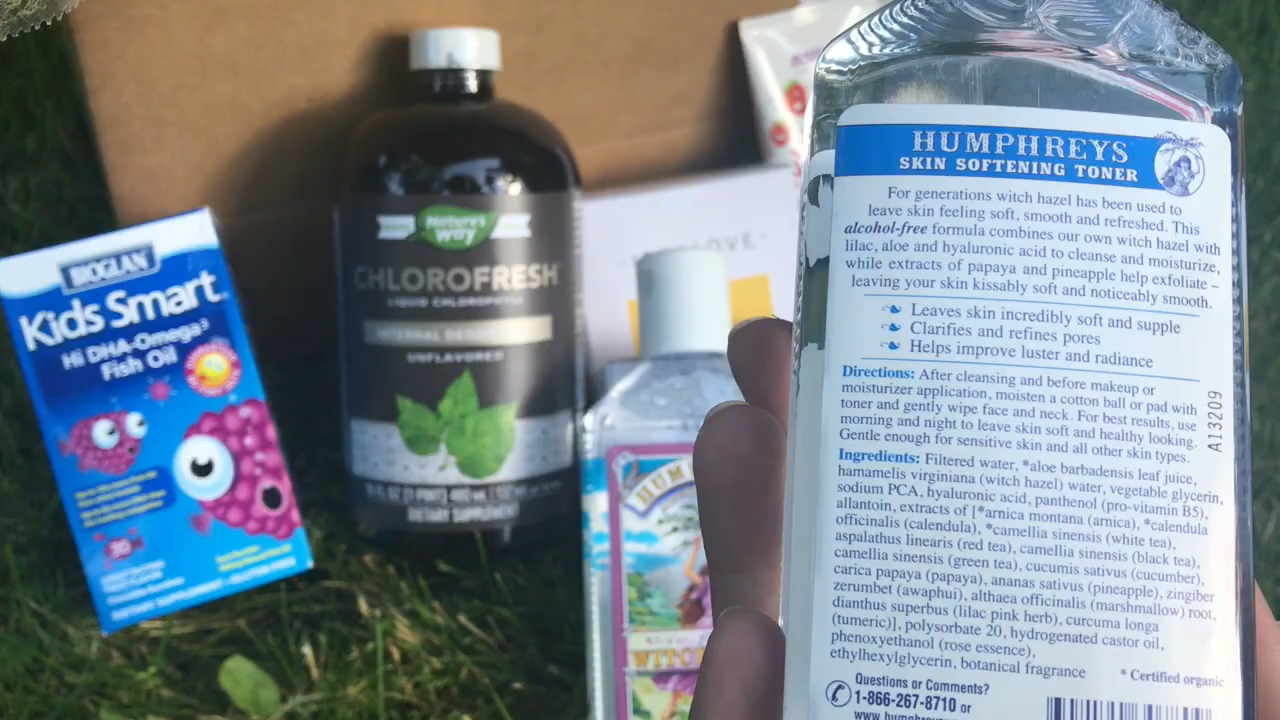 BIOGLAN
Kids Smart
Hi DHA-Omega³
Fish Oil
30
Nature's
Way
CHLOROFRESH
LIQUID CHLOROPHYLL
INTERNAL
UNFLAVORED
DIETARY SUPPLEMENT
LOVE
HUM
WITC
HUMPHREYS
SKIN SOFTENING TONER
For generations witch hazel has been used to
leave skin feeling soft, smooth and refreshed. This
alcohol-free formula combines our own witch hazel with
lilac, aloe and hyaluronic acid to cleanse and moisturize,
while extracts of papaya and pineapple help exfoliate –
leaving your skin kissably soft and noticeably smooth.
Leaves skin incredibly soft and supple
Clarifies and refines pores
Helps improve luster and radiance
Directions: After cleansing and before makeup or
moisturizer application, moisten a cotton ball or pad with
toner and gently wipe face and neck. For best results, use
morning and night to leave skin soft and healthy looking.
Gentle enough for sensitive skin and all other skin types.
A13209
Ingredients: Filtered water, *aloe barbadensis leaf juice,
hamamelis virginiana (witch hazel) water, vegetable glycerin,
sodium PCA, hyaluronic acid, panthenol (pro-vitamin B5),
allantoin, extracts of [*arnica montana (arnica), *calendula
officinalis (calendula), *camellia sinensis (white tea),
aspalathus linearis (red tea), camellia sinensis (black tea),
camellia sinensis (green tea), cucumis sativus (cucumber),
carica papaya (papaya), ananas sativus (pineapple), zingiber
zerumbet (awaphui), althaea officinalis (marshmallow) root,
dianthus superbus (lilac pink herb), curcuma longa
(tumeric)], polysorbate 20, hydrogenated castor oil,
phenoxyethanol (rose essence),
ethylhexylglycerin, botanical fragrance
* Certified organic
Questions or Comments?
1-866-267-8710 or
www.humphreys